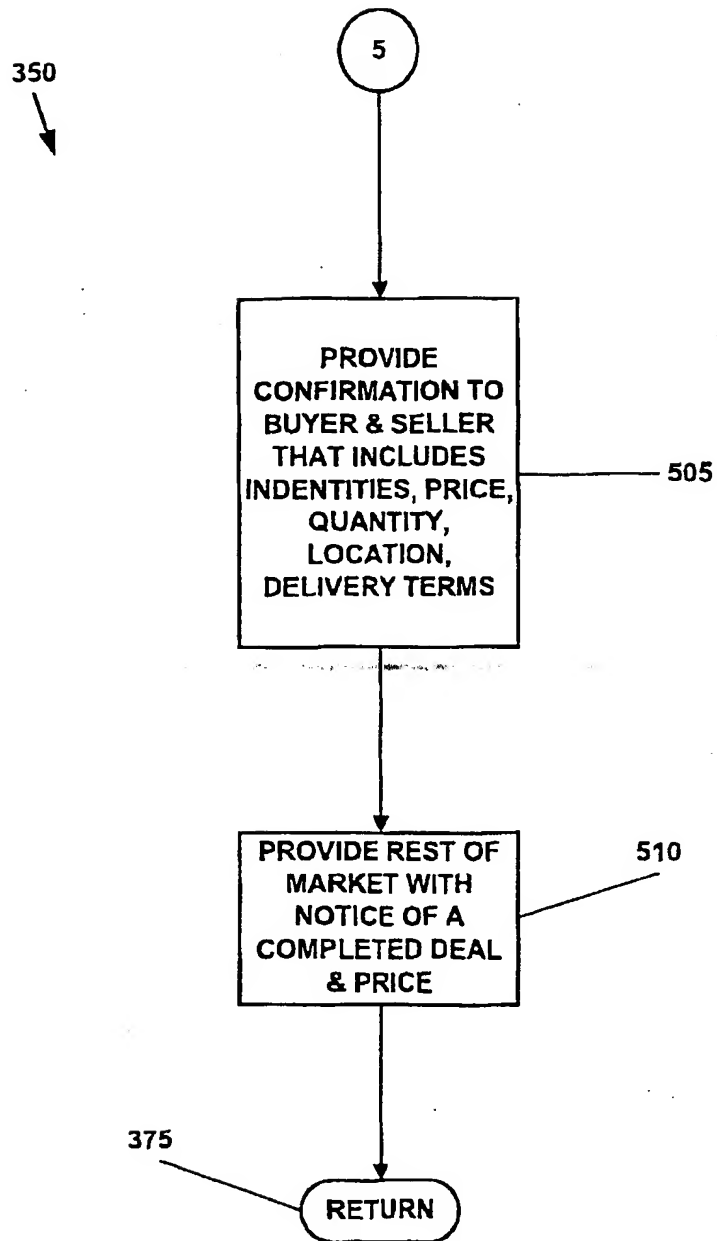 5
350
PROVIDE
CONFIRMATION TO
BUYER & SELLER
THAT INCLUDES
INDENTITIES, PRICE,
QUANTITY,
LOCATION,
DELIVERY TERMS
505
PROVIDE REST OF
MARKET WITH
NOTICE OF A
COMPLETED DEAL
& PRICE
510
375
RETURN